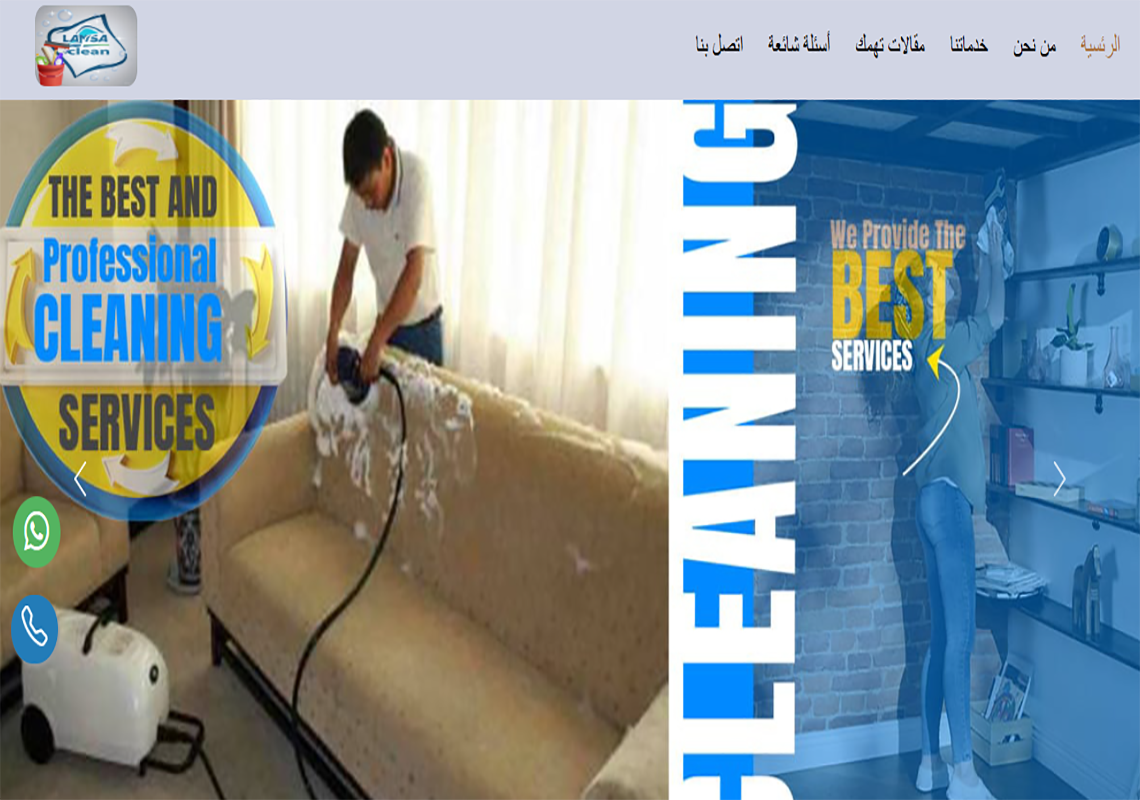 LAMSA
clean
الرئسية
من نحن
خدماتنا
مقالات تهمك
أسئلة شائعة
اتصل بنا
THE BEST AND
Professional
CLEANING
SERVICES
CLEANING
We Provide The
BEST
SERVICES